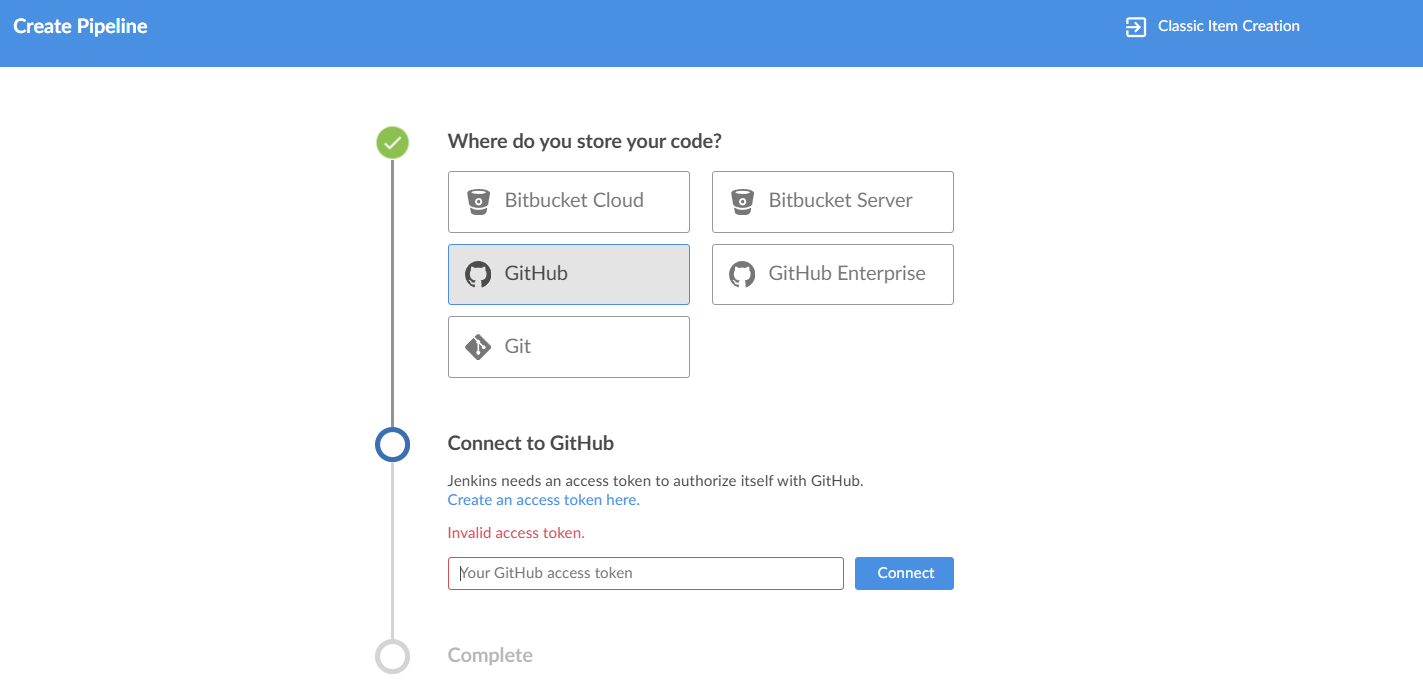 Create Pipeline
Classic Item Creation
Where do you store your code?
Bitbucket Cloud
Bitbucket Server
GitHub
GitHub Enterprise
Git
Connect to GitHub
Jenkins needs an access token to authorize itself with GitHub.
Create an access token here.
Invalid access token.
Your GitHub access token
Connect
Complete